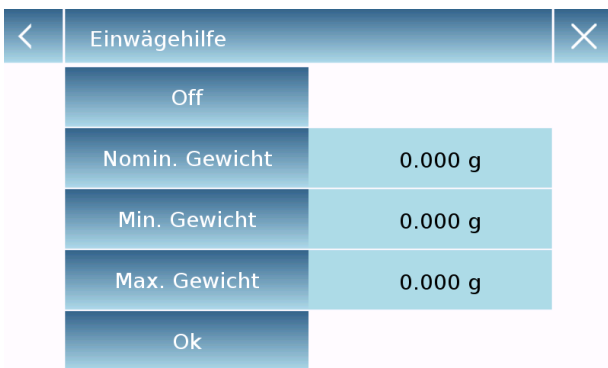 Einwägehilfe
Off
Nomin. Gewicht 0.000 g
Min. Gewicht 0.000 g
Max. Gewicht 0.000 g
Ok